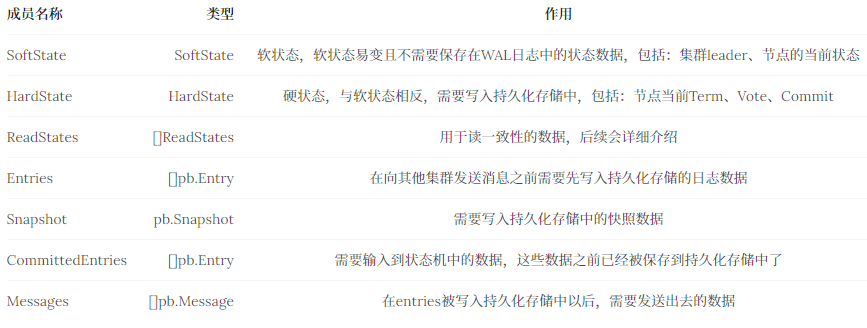 成员名称 类型 作用
SoftState SoftState 软状态，软状态易变且不需要保存在WAL日志中的状态数据，包括：集群leader、节点的当前状态
HardState HardState 硬状态，与软状态相反，需要写入持久化存储中，包括：节点当前Term、Vote、Commit
ReadStates []ReadStates 用于读一致性的数据，后续会详细介绍
Entries []pb.Entry 在向其他集群发送消息之前需要先写入持久化存储的日志数据
Snapshot pb.Snapshot 需要写入持久化存储中的快照数据
CommittedEntries []pb.Entry 需要输入到状态机中的数据，这些数据之前已经被保存到持久化存储中了
Messages []pb.Message 在entries被写入持久化存储中以后，需要发送出去的数据